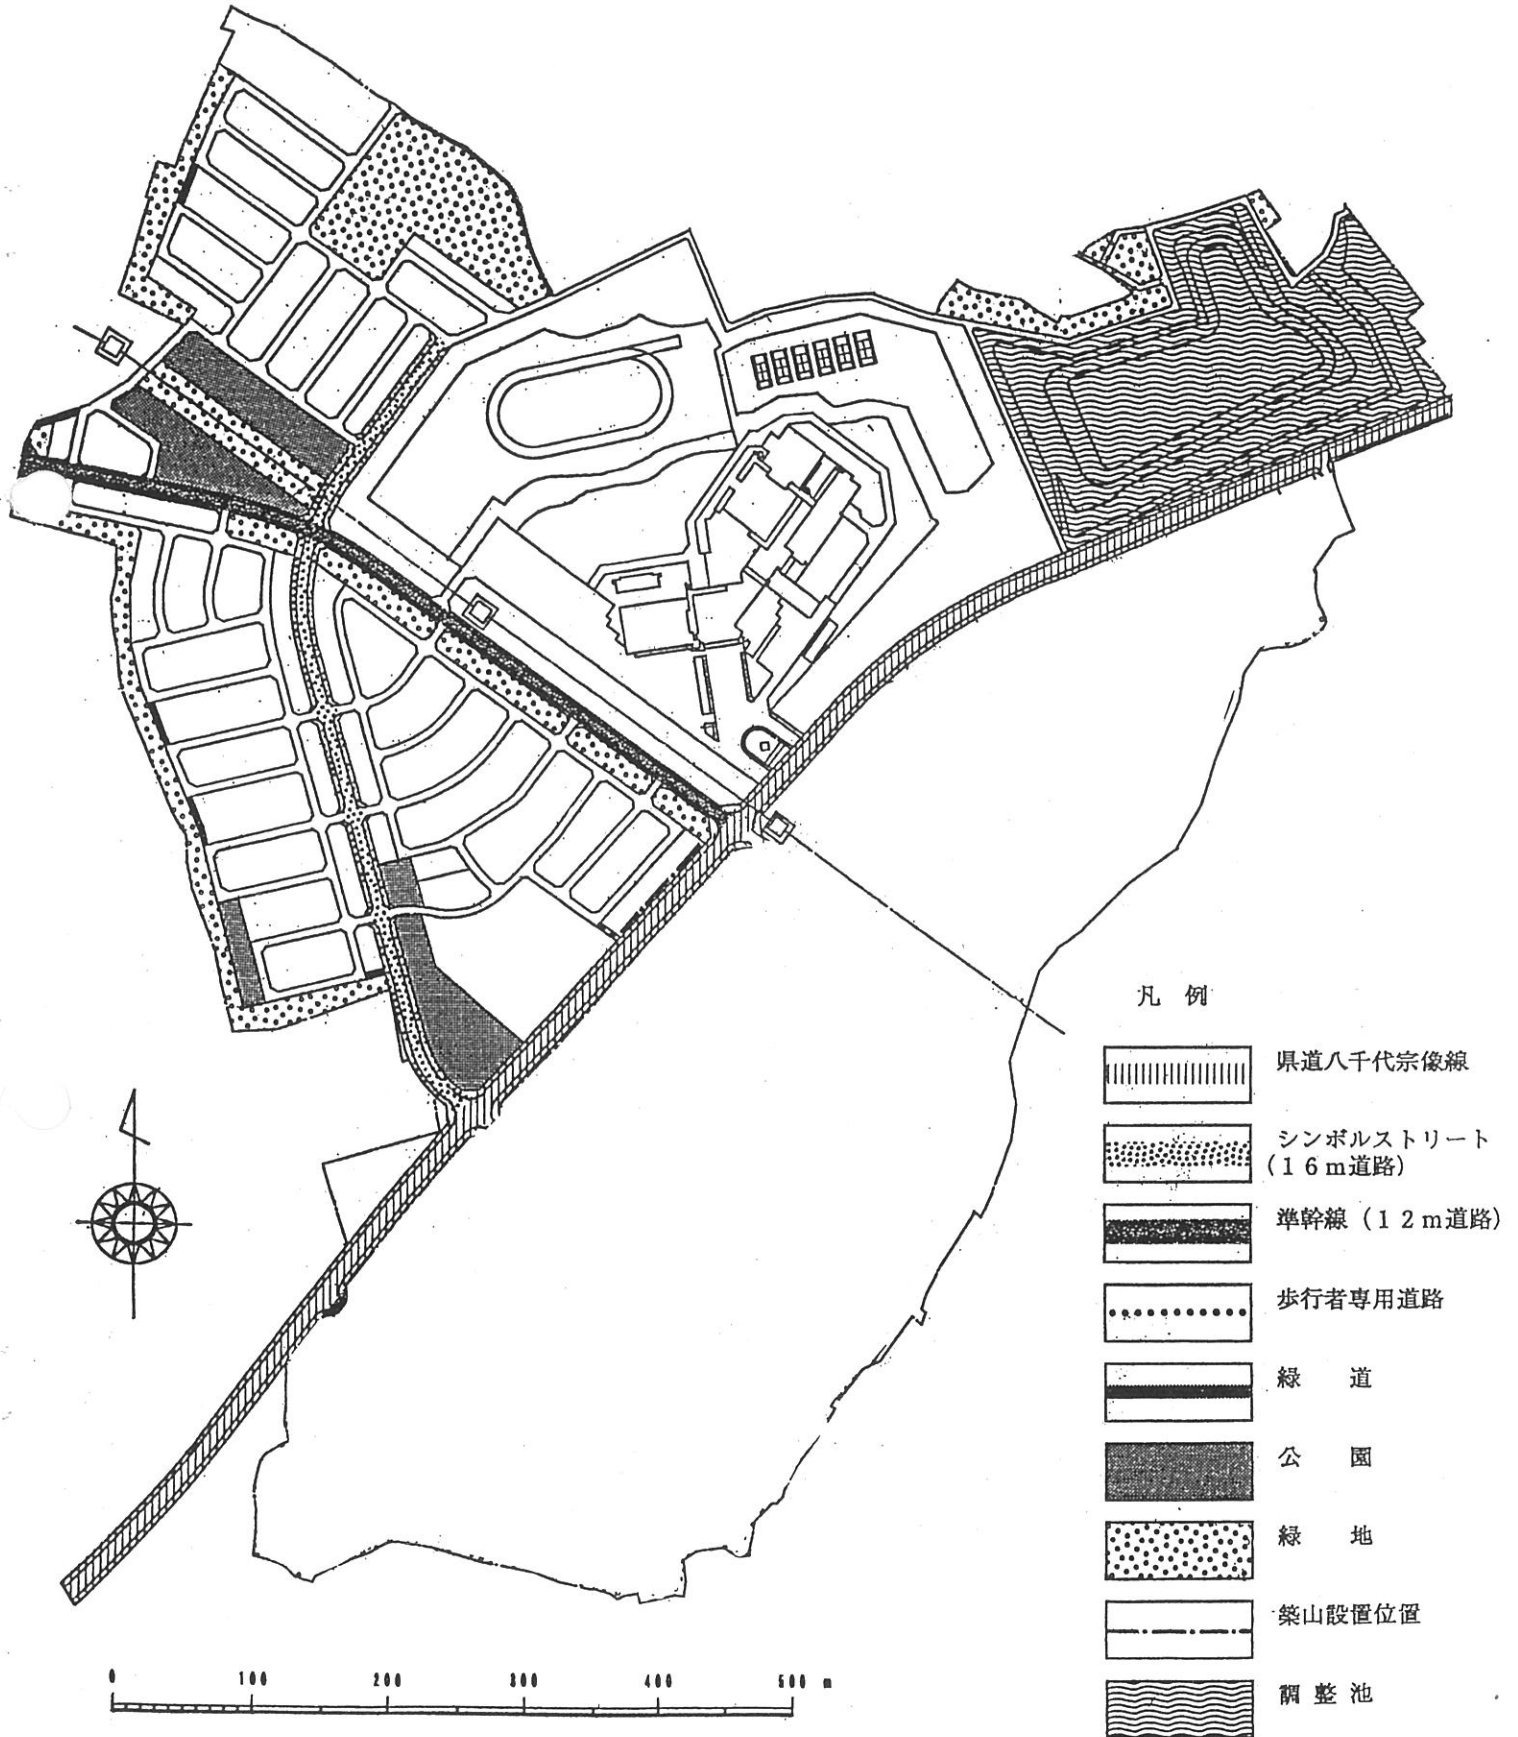 凡 例
県道八千代宗像線
シンボルストリート
(16m道路)
準幹線(12m道路)
歩行者専用道路
緑 道
公 園
緑 地
築山設置位置
調整池
0 100 200 300 400 500 m